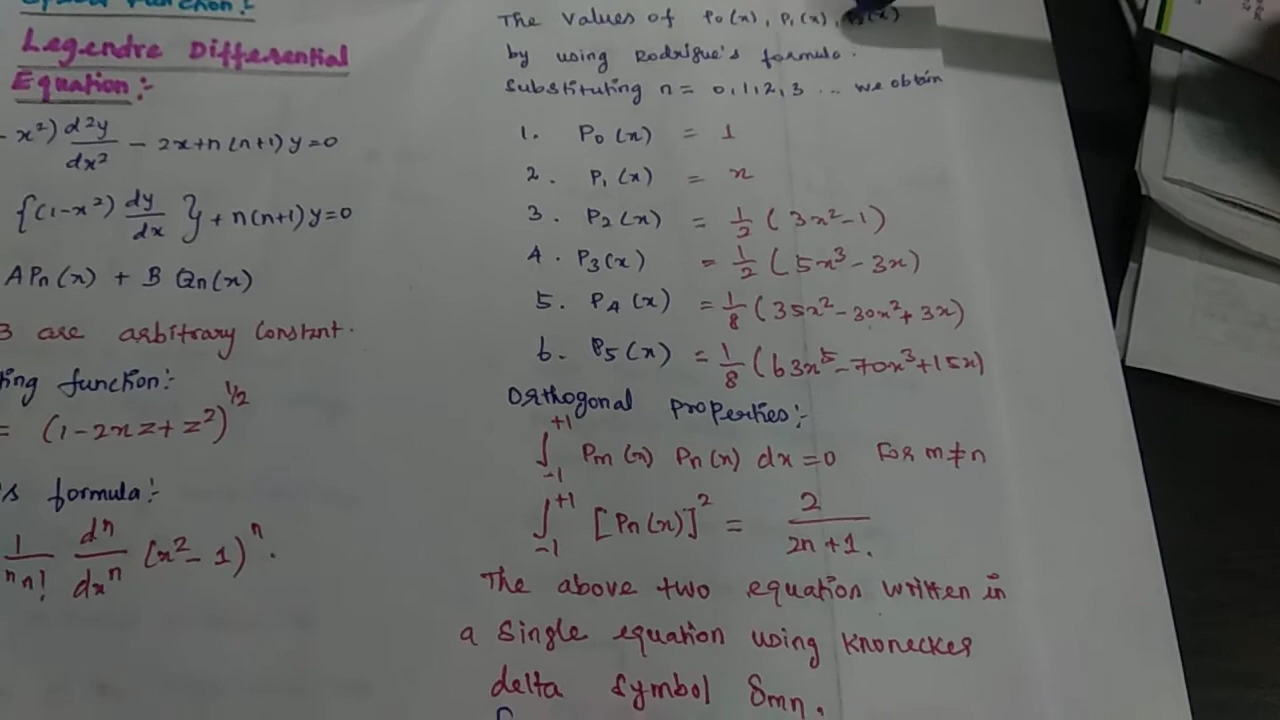 Function:-
Legendre Differential
Equation:-
- x²) d²y/dx² - 2x+n(n+1)y=0
{(1-x²) dy/dx } + n(n+1)y=0
APn(x) + B Qn(x)
B are arbitrary Constant.
ting function:-
= (1-2xz+z²)^1/2
's formula:-
1/ⁿn! dⁿ/dxⁿ (x²-1)ⁿ.
The Values of P₀(x), P₁(x), (x)
by using Rodrigue's formula.
Substituting n = 0,1,2,3 ... we obtain
1. P₀(x) = 1
2. P₁(x) = x
3. P₂(x) = 1/2 (3x²-1)
4. P₃(x) = 1/2 (5x³-3x)
5. P₄(x) = 1/8 (35x²-30x²+3x)
6. P₅(x) = 1/8 (63x⁵-70x³+15x)
Orthogonal Properties:-
∫₋₁⁺¹ Pm(x) Pn(x) dx = 0 For m≠n
∫₋₁⁺¹ [Pn(x)]² = 2/2n+1.
The above two equation written in
a single equation using Kronecker
delta symbol δmn.